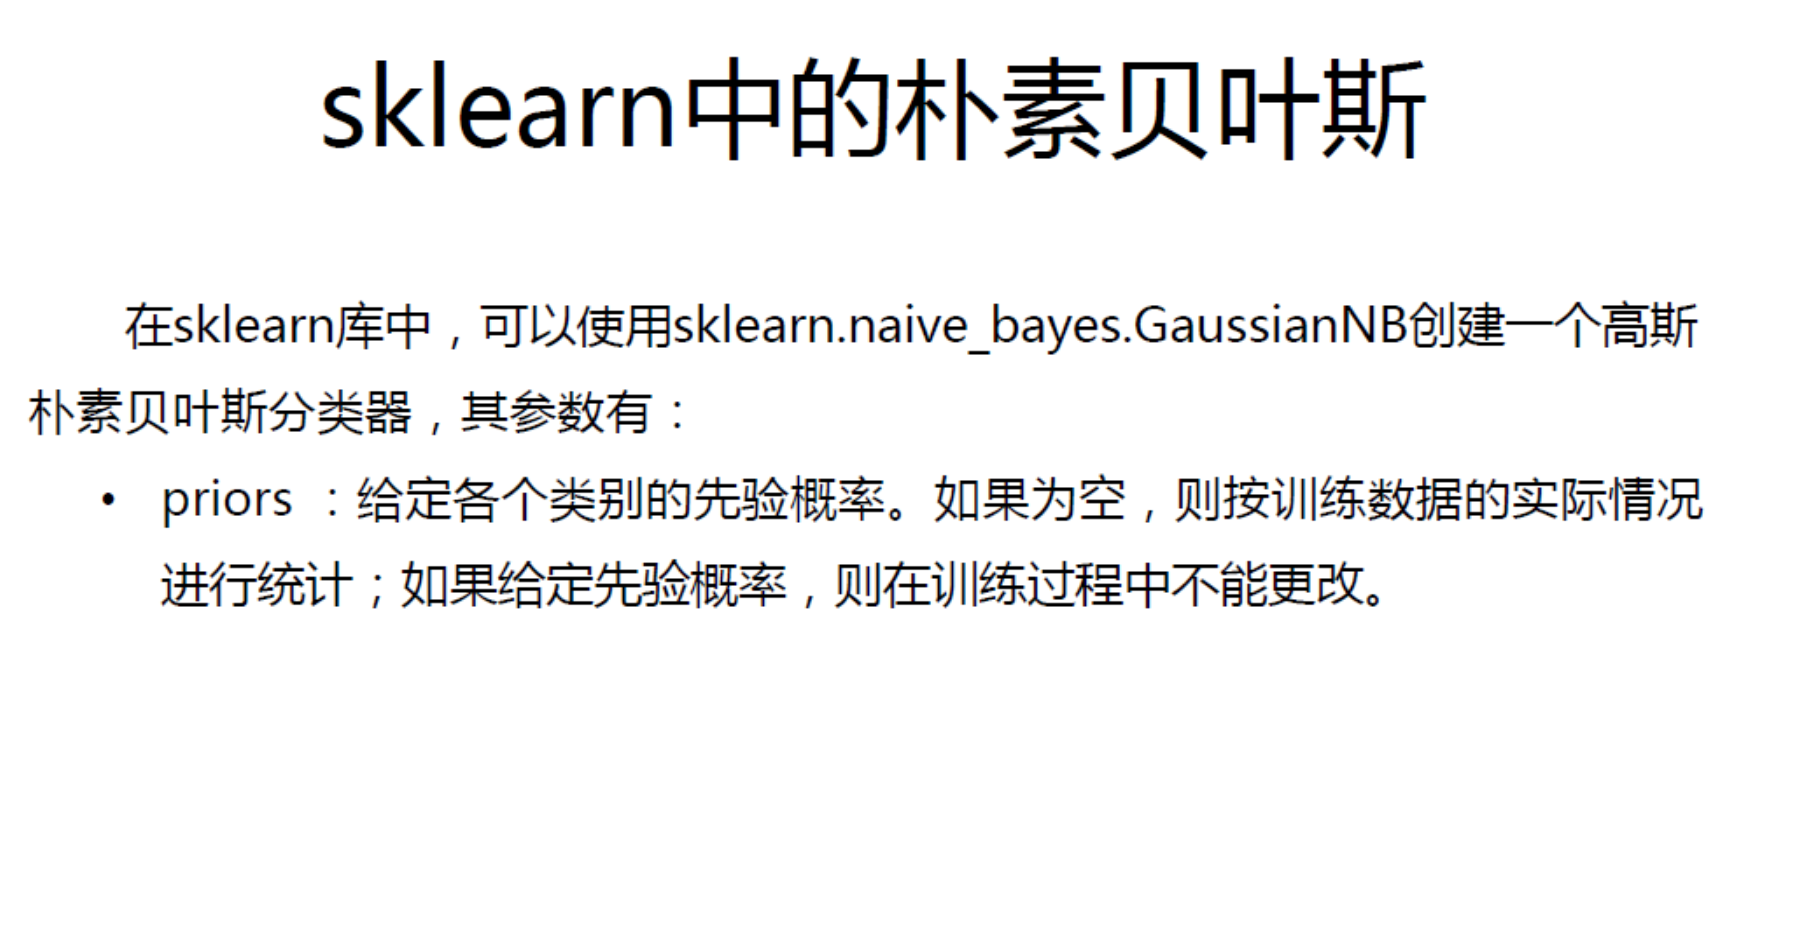 sklearn中的朴素贝叶斯
在sklearn库中，可以使用sklearn.naive_bayes.GaussianNB创建一个高斯
朴素贝叶斯分类器，其参数有：
• priors ：给定各个类别的先验概率。如果为空，则按训练数据的实际情况
进行统计；如果给定先验概率，则在训练过程中不能更改。